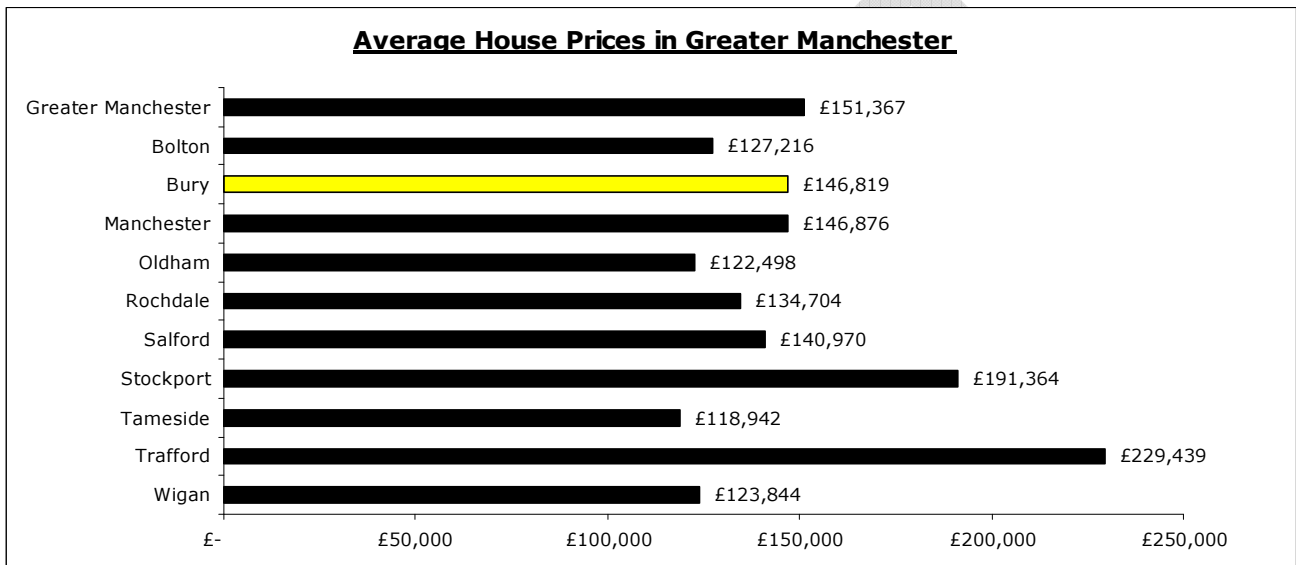 Average House Prices in Greater Manchester
Greater Manchester £151,367
Bolton £127,216
Bury £146,819
Manchester £146,876
Oldham £122,498
Rochdale £134,704
Salford £140,970
Stockport £191,364
Tameside £118,942
Trafford £229,439
Wigan £123,844
£- £50,000 £100,000 £150,000 £200,000 £250,000